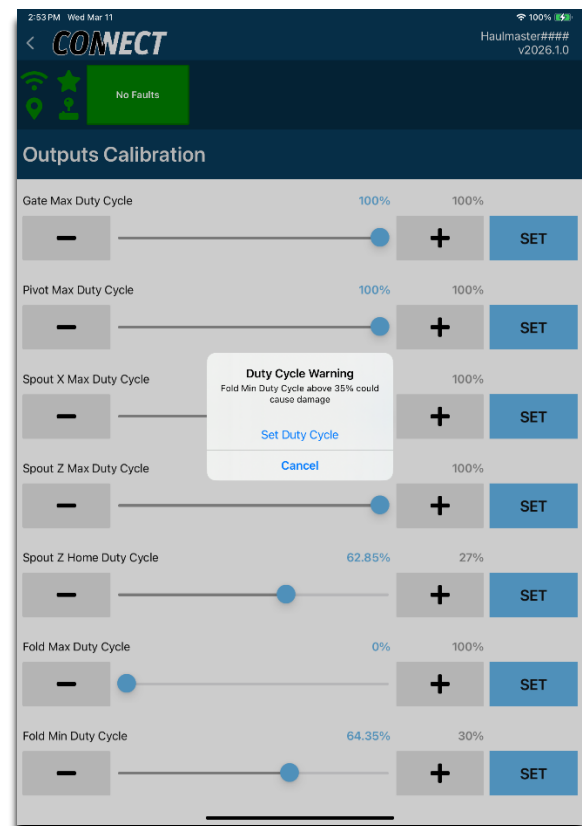 2:53 PM Wed Mar 11
100%
CONNECT
Haulmaster####
v2026.1.0
No Faults
Outputs Calibration
Gate Max Duty Cycle 100% 100%
SET
Pivot Max Duty Cycle 100% 100%
SET
Spout X Max Duty Cycle 100%
SET
Duty Cycle Warning
Fold Min Duty Cycle above 35% could
cause damage
Set Duty Cycle
Cancel
Spout Z Max Duty Cycle 100%
SET
Spout Z Home Duty Cycle 62.85% 27%
SET
Fold Max Duty Cycle 0% 100%
SET
Fold Min Duty Cycle 64.35% 30%
SET